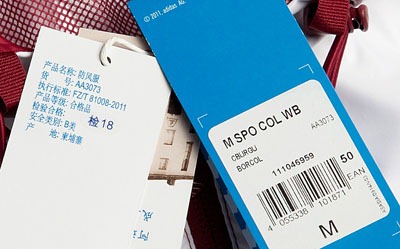 © 2011, adidas AG
产品名称: 防风服
货 号: AA3073
执行标准: FZ/T 81008-2011
产品等级: 合格品
检验合格: 检18
安全类别: B类
产 地: 柬埔寨
M SPO COL WB
CBURGU
BORCOL
AA3073
111046959
50
EAN
4 055338 101871
M